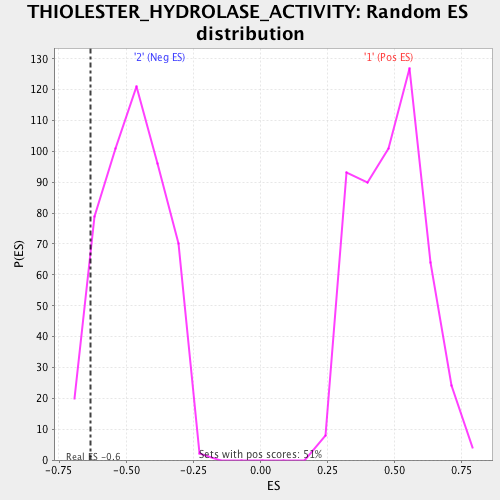 THIOLESTER_HYDROLASE_ACTIVITY: Random ES
distribution
'2' (Neg ES)
'1' (Pos ES)
130
120
110
100
90
80
70
60
50
40
30
20
10
0
P(ES)
Real ES -0.6
Sets with pos scores: 51%
-0.75
-0.50
-0.25
0.00
0.25
0.50
0.75
ES